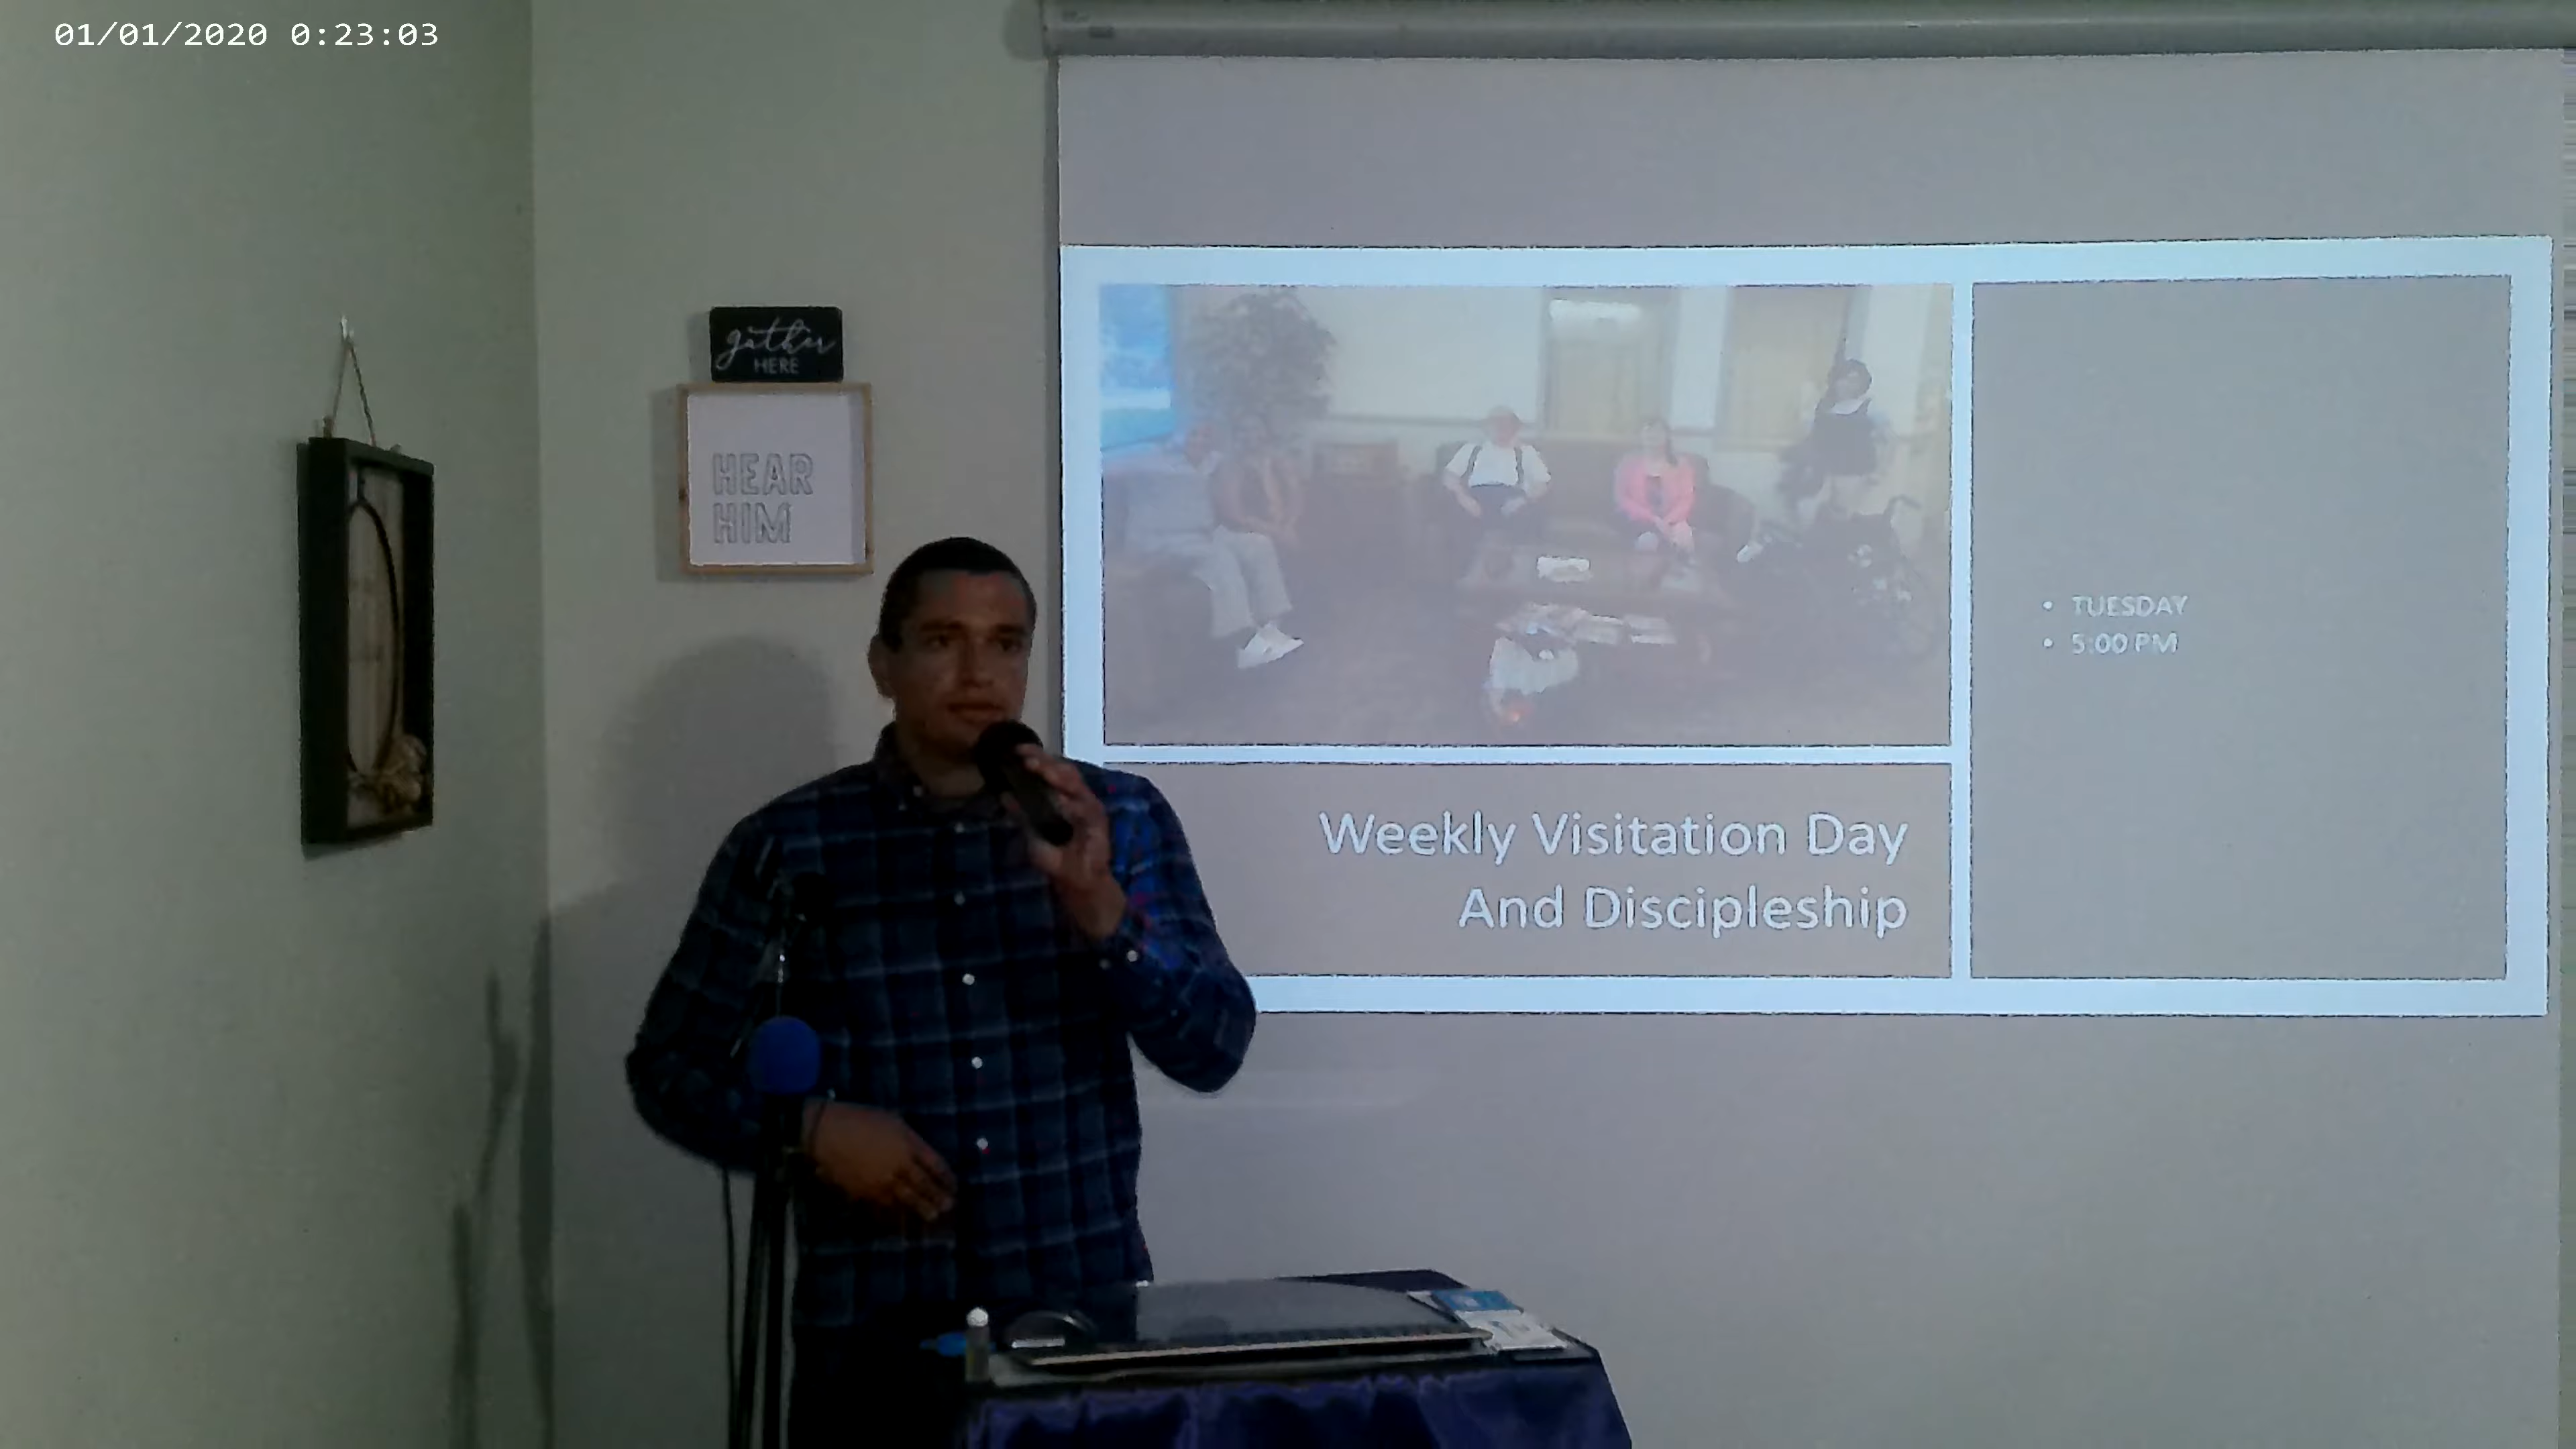 01/01/2020 0:23:03
gather
HERE
HEAR
HIM
• TUESDAY
• 5:00 PM
Weekly Visitation Day
And Discipleship